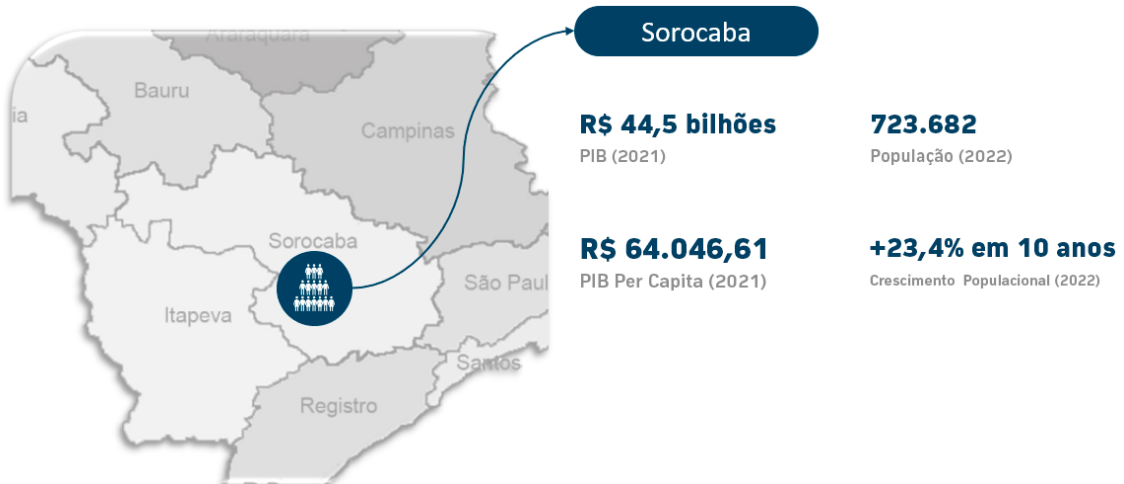 Araraquara
Bauru
ia
Campinas
Sorocaba
São Paul
Itapeva
Santos
Registro
Sorocaba
R$ 44,5 bilhões
PIB (2021)
723.682
População (2022)
R$ 64.046,61
PIB Per Capita (2021)
+23,4% em 10 anos
Crescimento Populacional (2022)